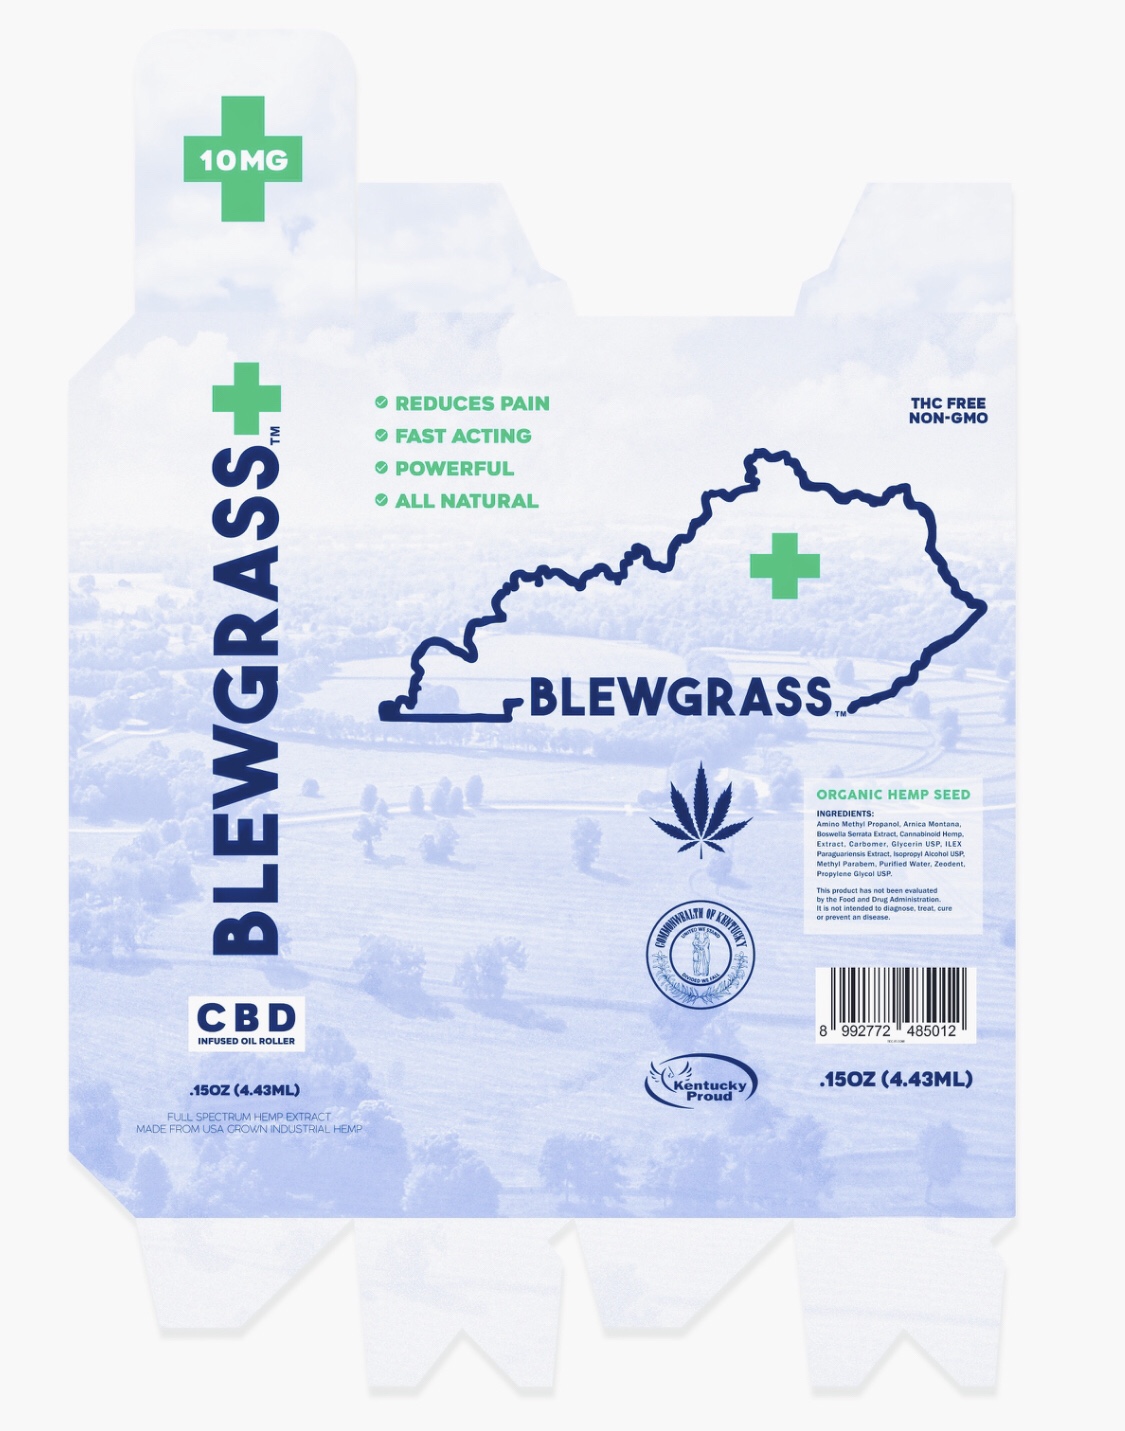 10MG
BLEWGRASS
TM
CBD
INFUSED OIL ROLLER
.15OZ (4.43ML)
FULL SPECTRUM HEMP EXTRACT
MADE FROM USA GROWN INDUSTRIAL HEMP
REDUCES PAIN
FAST ACTING
POWERFUL
ALL NATURAL
THC FREE
NON-GMO
BLEWGRASS TM
COMMONWEALTH OF KENTUCKY
UNITED WE STAND
DIVIDED WE FALL
Kentucky
Proud
ORGANIC HEMP SEED
INGREDIENTS:
Amino Methyl Propanol, Arnica Montana,
Boswella Serrata Extract, Cannabinoid Hemp,
Extract, Carbomer, Glycerin USP, ILEX
Paraguariensis Extract, Isopropyl Alcohol USP,
Methyl Parabem, Purified Water, Zeodent,
Propylene Glycol USP.
This product has not been evaluated
by the Food and Drug Administration.
It is not intended to diagnose, treat, cure
or prevent an disease.
8 992772 485012
.15OZ (4.43ML)